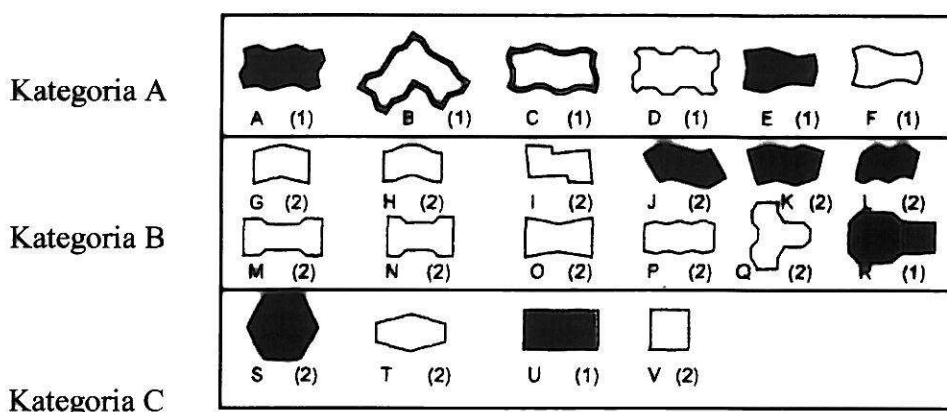 Kategoria A
A (1) B (1) C (1) D (1) E (1) F (1)
G (2) H (2) I (2) J (2) K (2) L (2)
Kategoria B
M (2) N (2) O (2) P (2) Q (2) R (1)
S (2) T (2) U (1) V (2)
Kategoria C